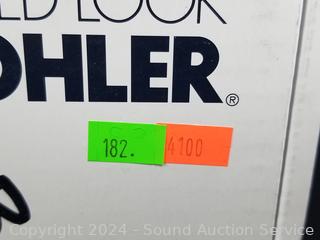 LD LOOK
OHLER®
182. 4100
Copyright 2024 - Sound Auction Service